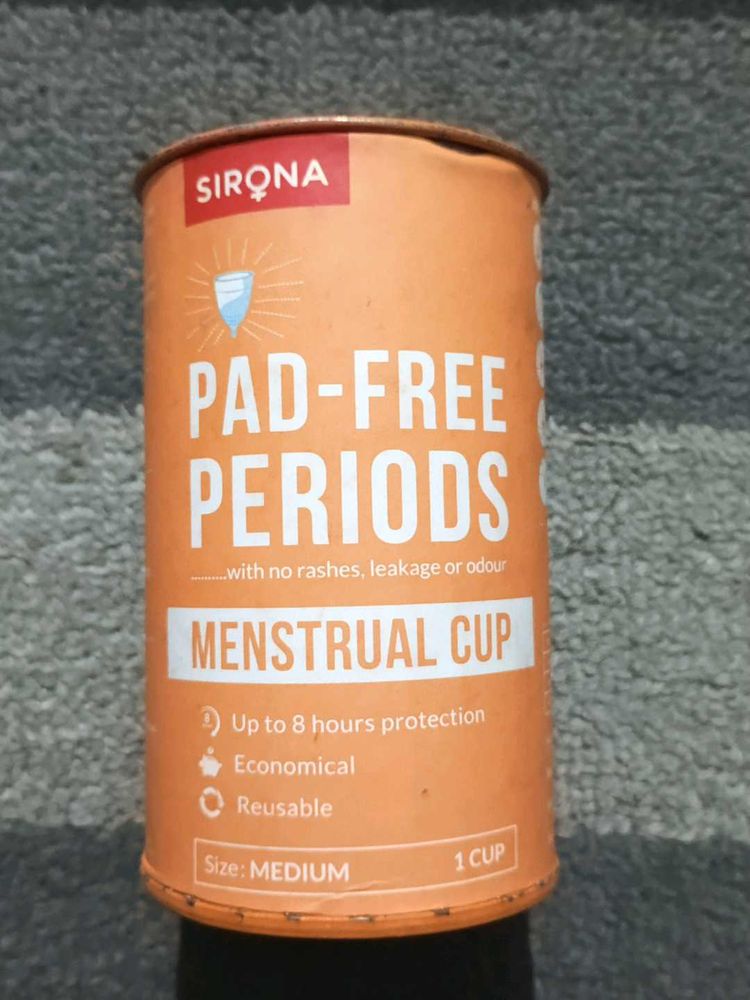 SIRONA
PAD-FREE
PERIODS
..........with no rashes, leakage or odour
MENSTRUAL CUP
8
Up to 8 hours protection
Economical
Reusable
Size: MEDIUM 1 CUP